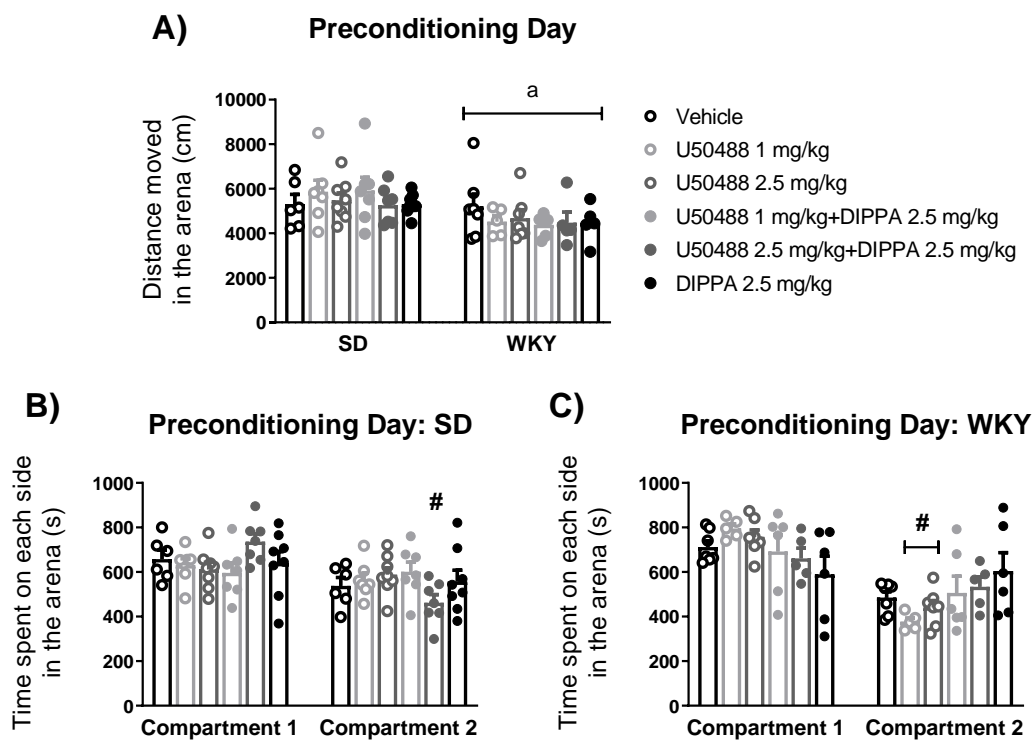 A)
Preconditioning Day
Distance moved
in the arena (cm)
10000
8000
6000
4000
2000
0
a
SD
WKY
Vehicle
U50488 1 mg/kg
U50488 2.5 mg/kg
U50488 1 mg/kg+DIPPA 2.5 mg/kg
U50488 2.5 mg/kg+DIPPA 2.5 mg/kg
DIPPA 2.5 mg/kg
B)
Preconditioning Day: SD
Time spent on each side
in the arena (s)
1000
800
600
400
200
0
#
Compartment 1
Compartment 2
C)
Preconditioning Day: WKY
Time spent on each side
in the arena (s)
1000
800
600
400
200
0
#
Compartment 1
Compartment 2